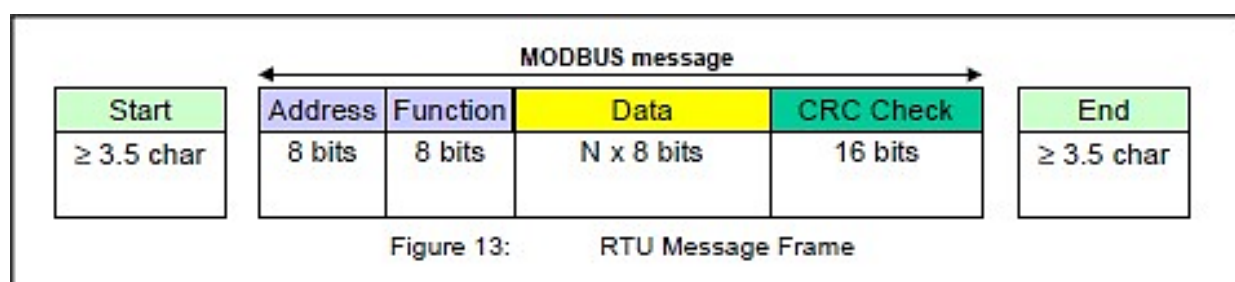 MODBUS message
Start Address Function Data CRC Check End
≥ 3.5 char 8 bits 8 bits N x 8 bits 16 bits ≥ 3.5 char
Figure 13: RTU Message Frame